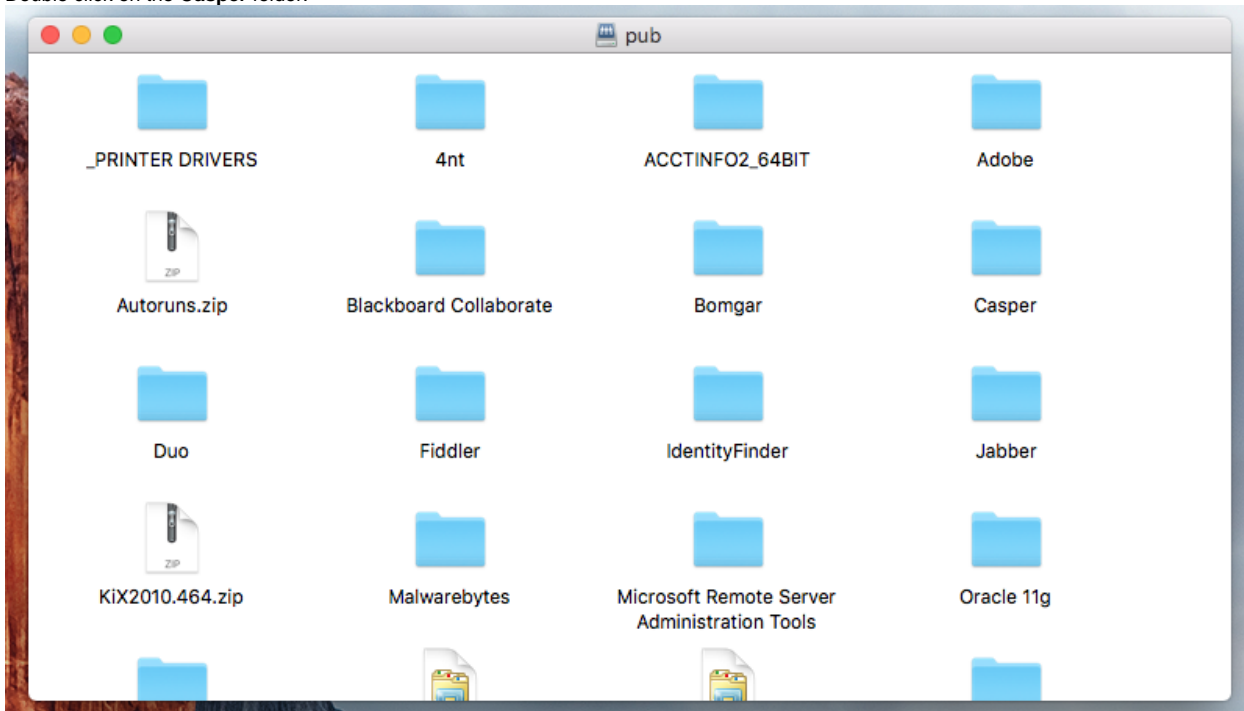 pub
_PRINTER DRIVERS
4nt
ACCTINFO2_64BIT
Adobe
ZIP
Autoruns.zip
Blackboard Collaborate
Bomgar
Casper
Duo
Fiddler
IdentityFinder
Jabber
ZIP
KiX2010.464.zip
Malwarebytes
Microsoft Remote Server
Administration Tools
Oracle 11g